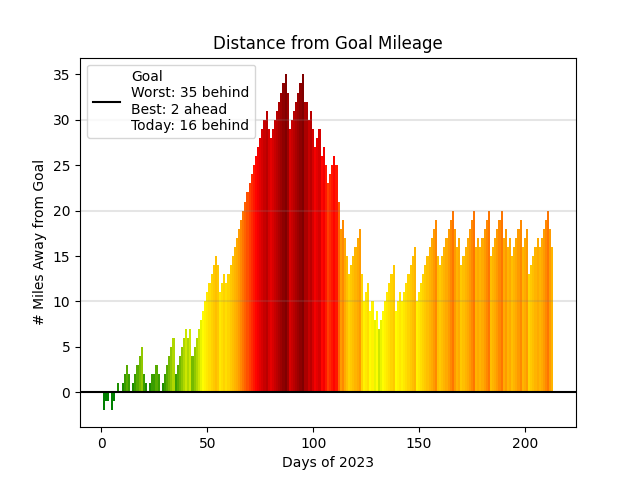 Distance from Goal Mileage
Goal
Worst: 35 behind
Best: 2 ahead
Today: 16 behind
# Miles Away from Goal
35
30
25
20
15
10
5
0
0 50 100 150 200
Days of 2023